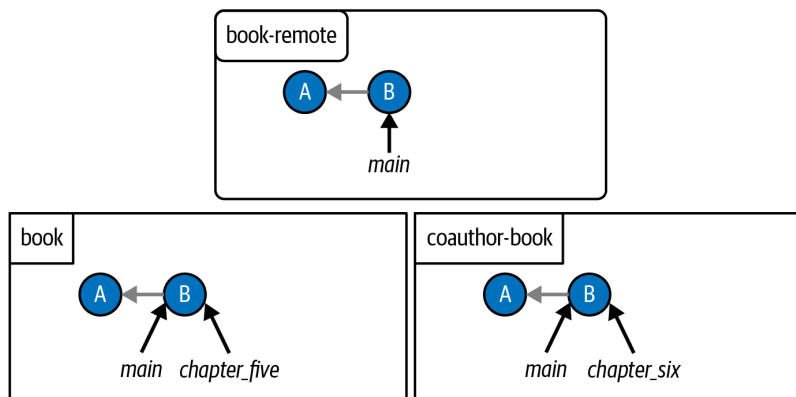 book-remote
A
B
main
book
A
B
main
chapter_five
coauthor-book
A
B
main
chapter_six